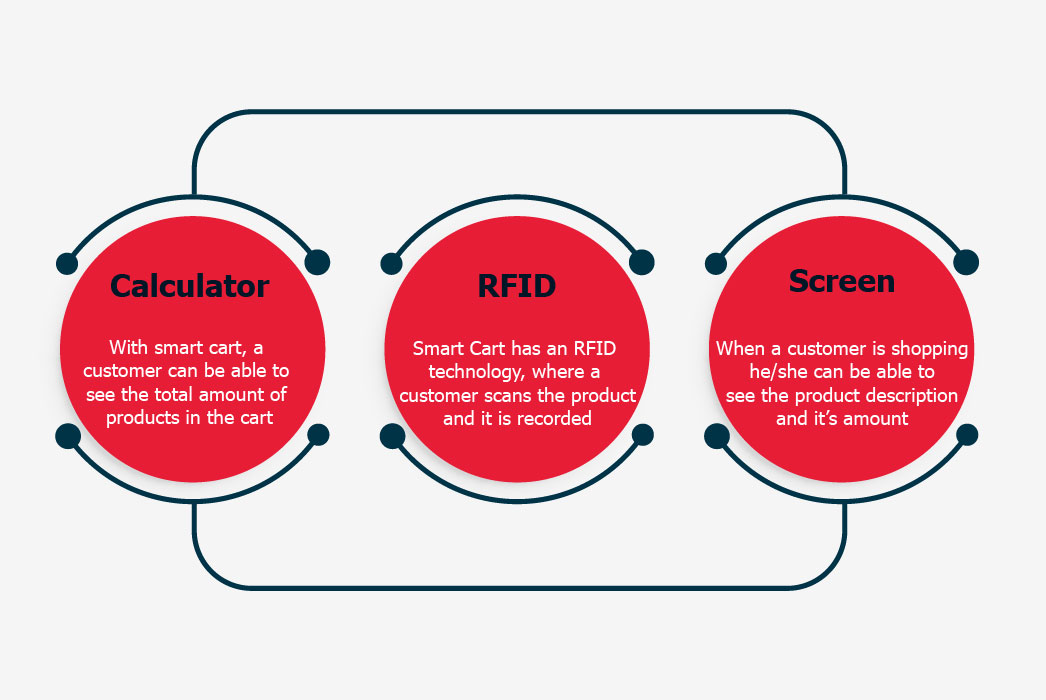 Calculator
With smart cart, a
customer can be able to
see the total amount of
products in the cart
RFID
Smart Cart has an RFID
technology, where a
customer scans the product
and it is recorded
Screen
When a customer is shopping
he/she can be able to
see the product description
and it’s amount